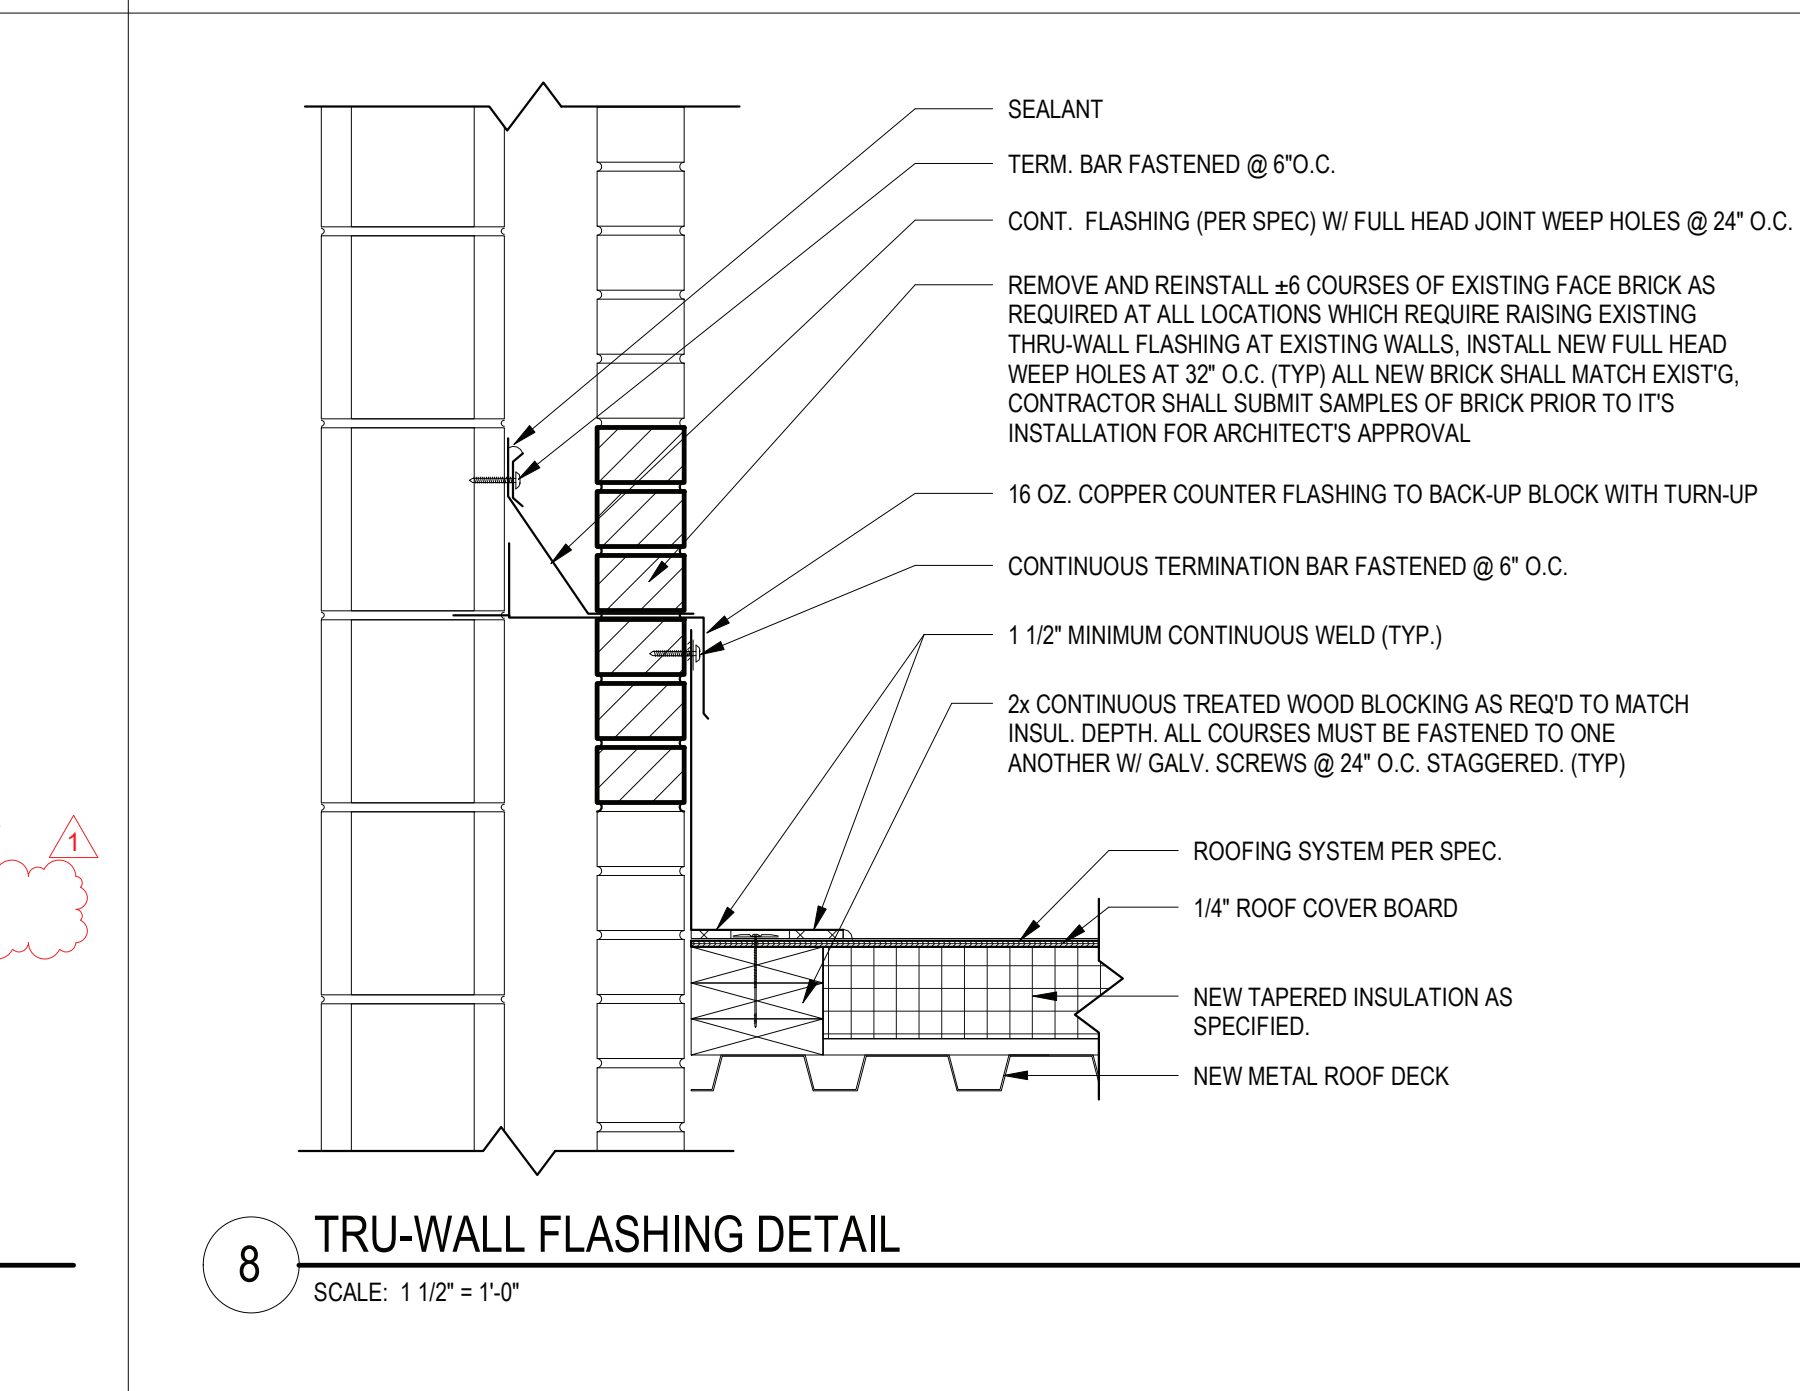 SEALANT
TERM. BAR FASTENED @ 6"O.C.
CONT. FLASHING (PER SPEC) W/ FULL HEAD JOINT WEEP HOLES @ 24" O.C.
REMOVE AND REINSTALL ±6 COURSES OF EXISTING FACE BRICK AS
REQUIRED AT ALL LOCATIONS WHICH REQUIRE RAISING EXISTING
THRU-WALL FLASHING AT EXISTING WALLS, INSTALL NEW FULL HEAD
WEEP HOLES AT 32" O.C. (TYP) ALL NEW BRICK SHALL MATCH EXIST'G,
CONTRACTOR SHALL SUBMIT SAMPLES OF BRICK PRIOR TO IT'S
INSTALLATION FOR ARCHITECT'S APPROVAL
16 OZ. COPPER COUNTER FLASHING TO BACK-UP BLOCK WITH TURN-UP
CONTINUOUS TERMINATION BAR FASTENED @ 6" O.C.
1 1/2" MINIMUM CONTINUOUS WELD (TYP.)
2x CONTINUOUS TREATED WOOD BLOCKING AS REQ'D TO MATCH
INSUL. DEPTH. ALL COURSES MUST BE FASTENED TO ONE
ANOTHER W/ GALV. SCREWS @ 24" O.C. STAGGERED. (TYP)
1
ROOFING SYSTEM PER SPEC.
1/4" ROOF COVER BOARD
NEW TAPERED INSULATION AS
SPECIFIED.
NEW METAL ROOF DECK
8
TRU-WALL FLASHING DETAIL
SCALE: 1 1/2" = 1'-0"